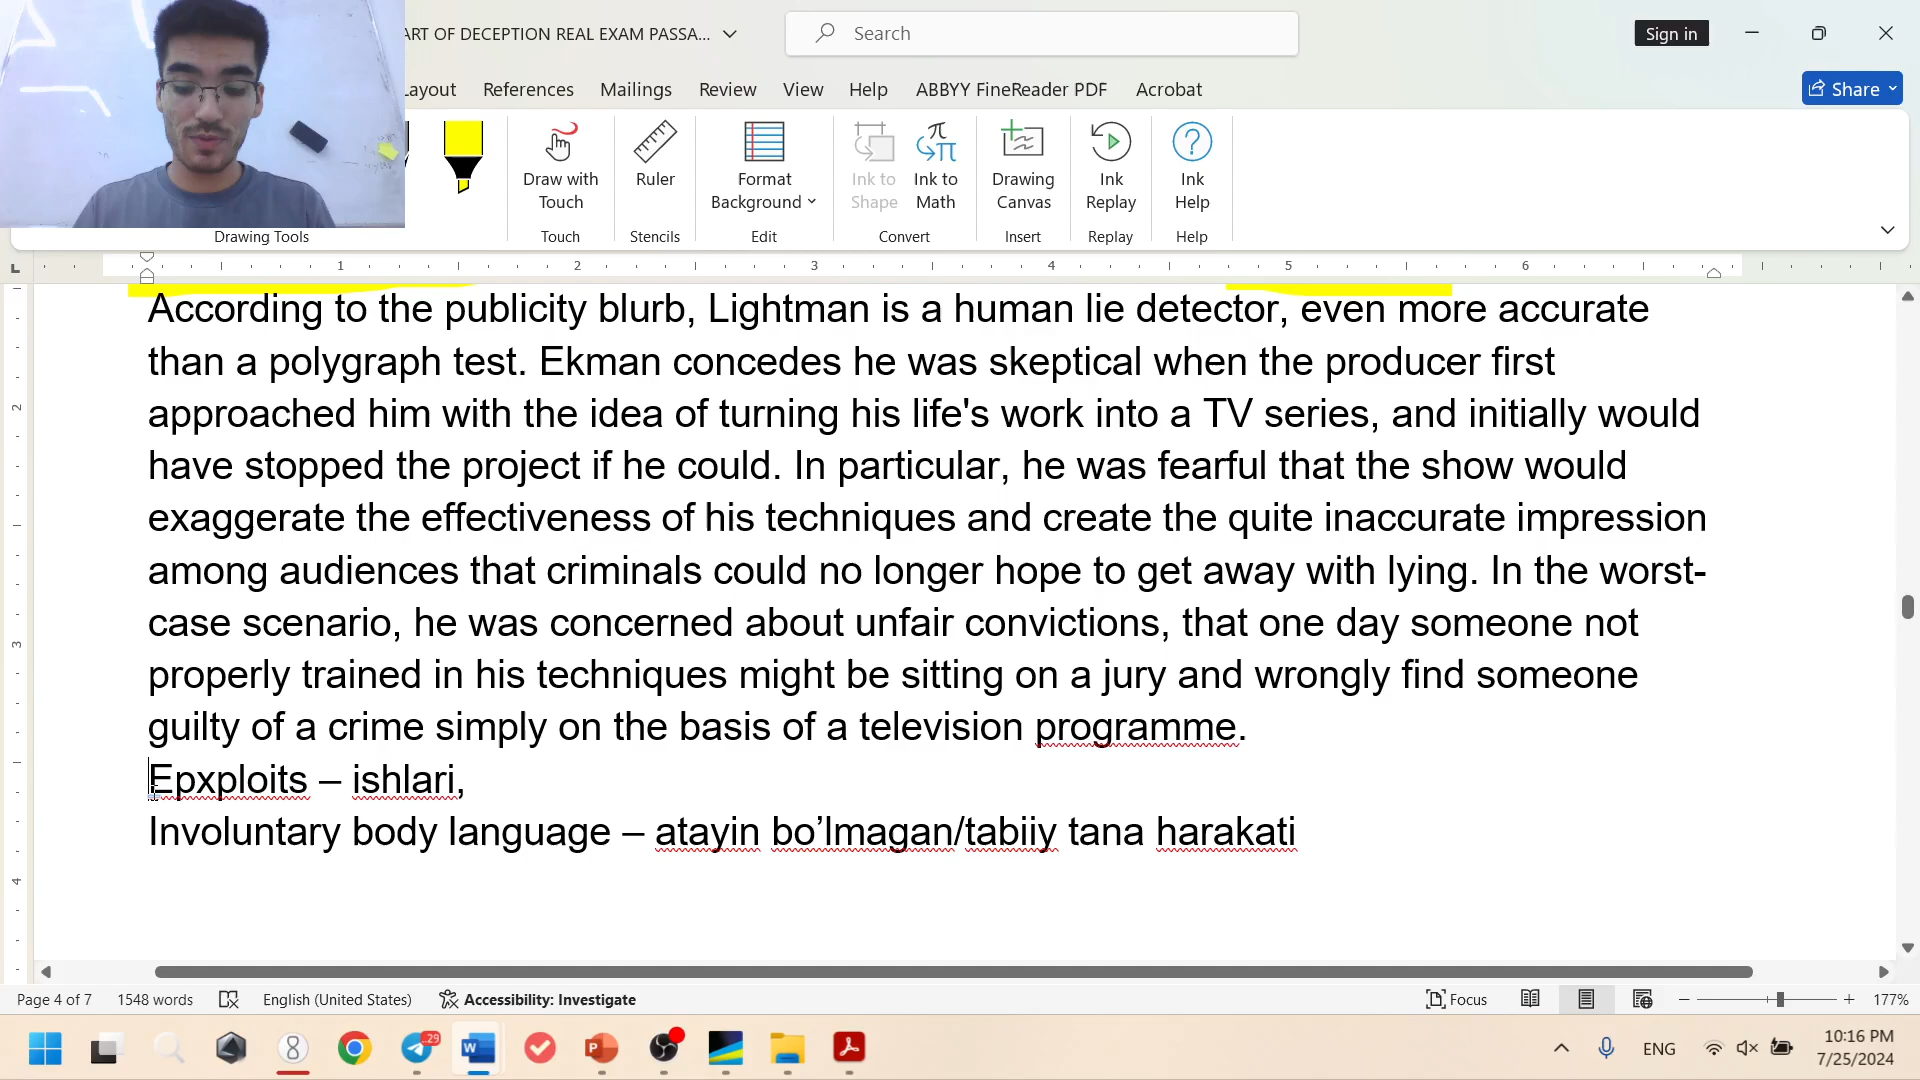 ART OF DECEPTION REAL EXAM PASSA...
Search
Sign in
Layout
References
Mailings
Review
View
Help
ABBYY FineReader PDF
Acrobat
Share
Draw with
Touch
Ruler
Format
Background
Ink to
Shape
Ink to
Math
Drawing
Canvas
Ink
Replay
Ink
Help
Drawing Tools
Touch
Stencils
Edit
Convert
Insert
Replay
Help
1
2
3
4
5
6
According to the publicity blurb, Lightman is a human lie detector, even more accurate
than a polygraph test. Ekman concedes he was skeptical when the producer first
approached him with the idea of turning his life's work into a TV series, and initially would
have stopped the project if he could. In particular, he was fearful that the show would
exaggerate the effectiveness of his techniques and create the quite inaccurate impression
among audiences that criminals could no longer hope to get away with lying. In the worst-
case scenario, he was concerned about unfair convictions, that one day someone not
properly trained in his techniques might be sitting on a jury and wrongly find someone
guilty of a crime simply on the basis of a television programme.
Epxploits – ishlari,
Involuntary body language – atayin bo’lmagan/tabiiy tana harakati
2
3
4
Page 4 of 7
1548 words
English (United States)
Accessibility: Investigate
Focus
177%
29
ENG
10:16 PM
7/25/2024